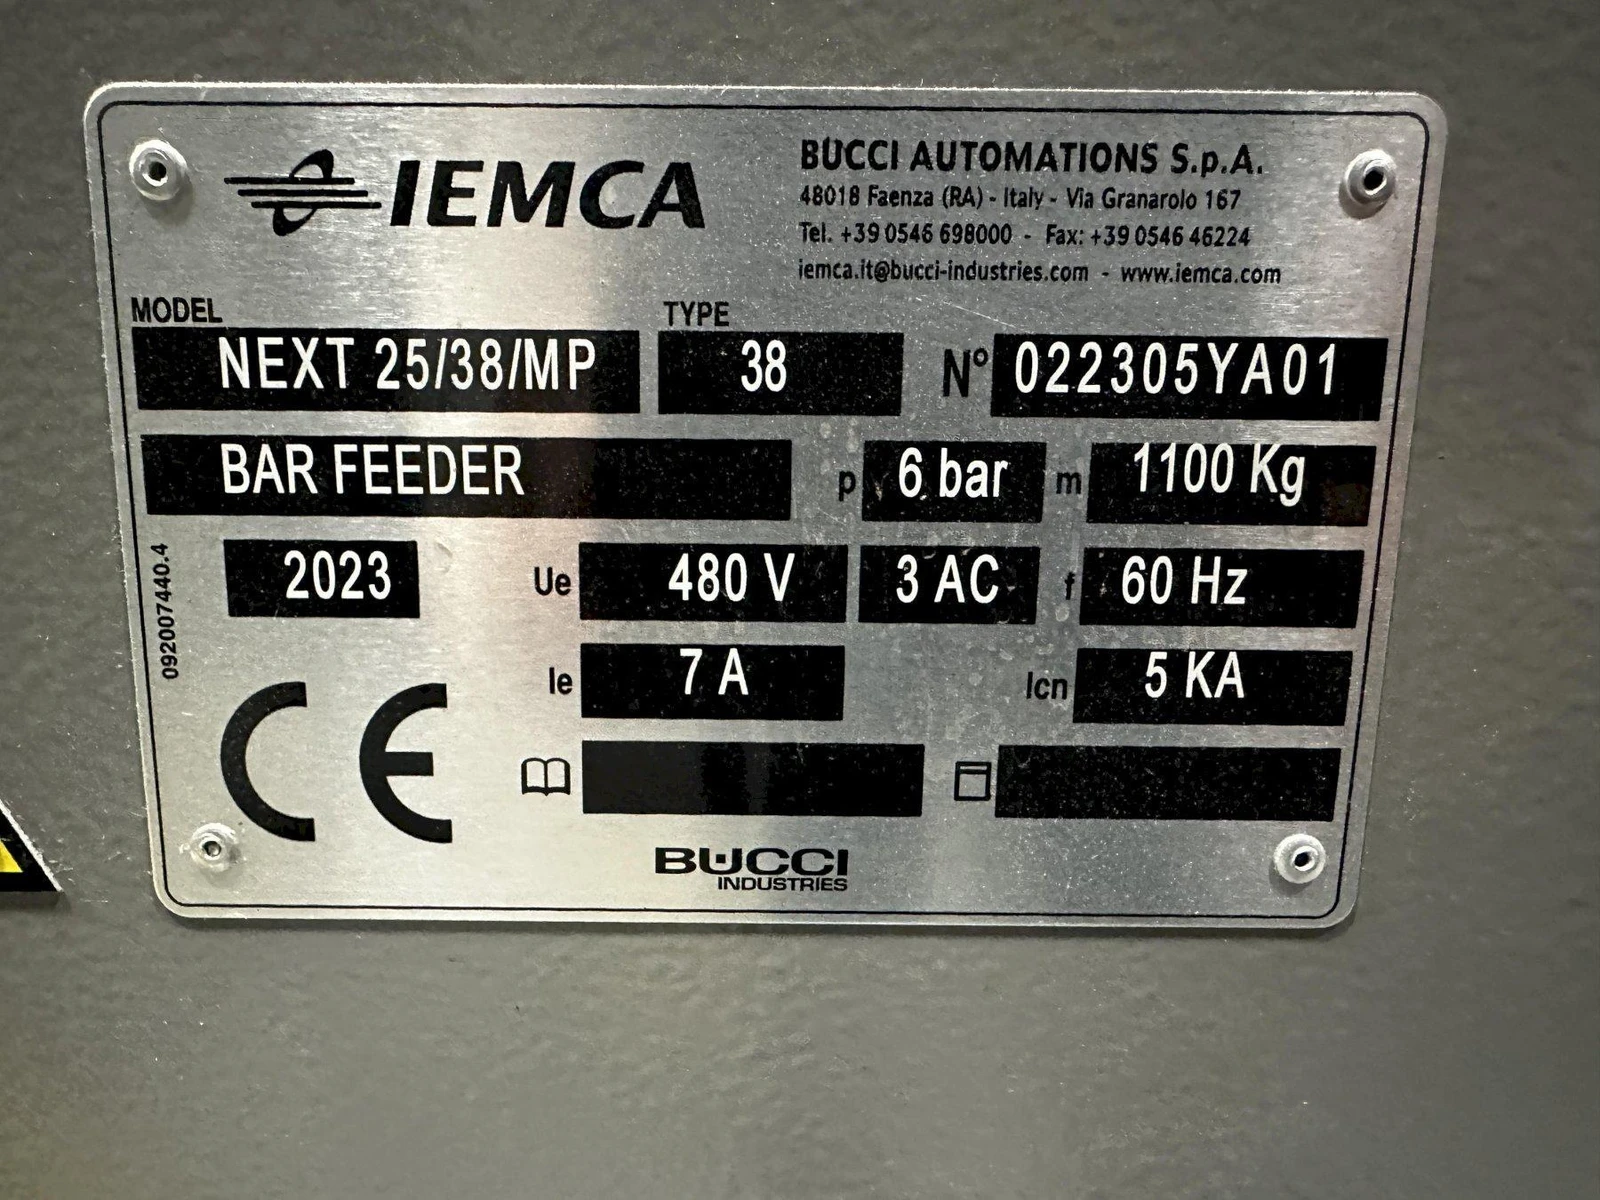 IEMCA
BUCCI AUTOMATIONS S.p.A.
48018 Faenza (RA) - Italy - Via Granarolo 167
Tel. +39 0546 698000 - Fax: +39 0546 46224
iemca.it@bucci-industries.com - www.iemca.com
MODEL TYPE
NEXT 25/38/MP 38 N° 022305YA01
BAR FEEDER p 6 bar m 1100 Kg
2023 Ue 480 V 3 AC f 60 Hz
Ie 7 A Icn 5 KA
092007440.4
CE
BUCCI
INDUSTRIES